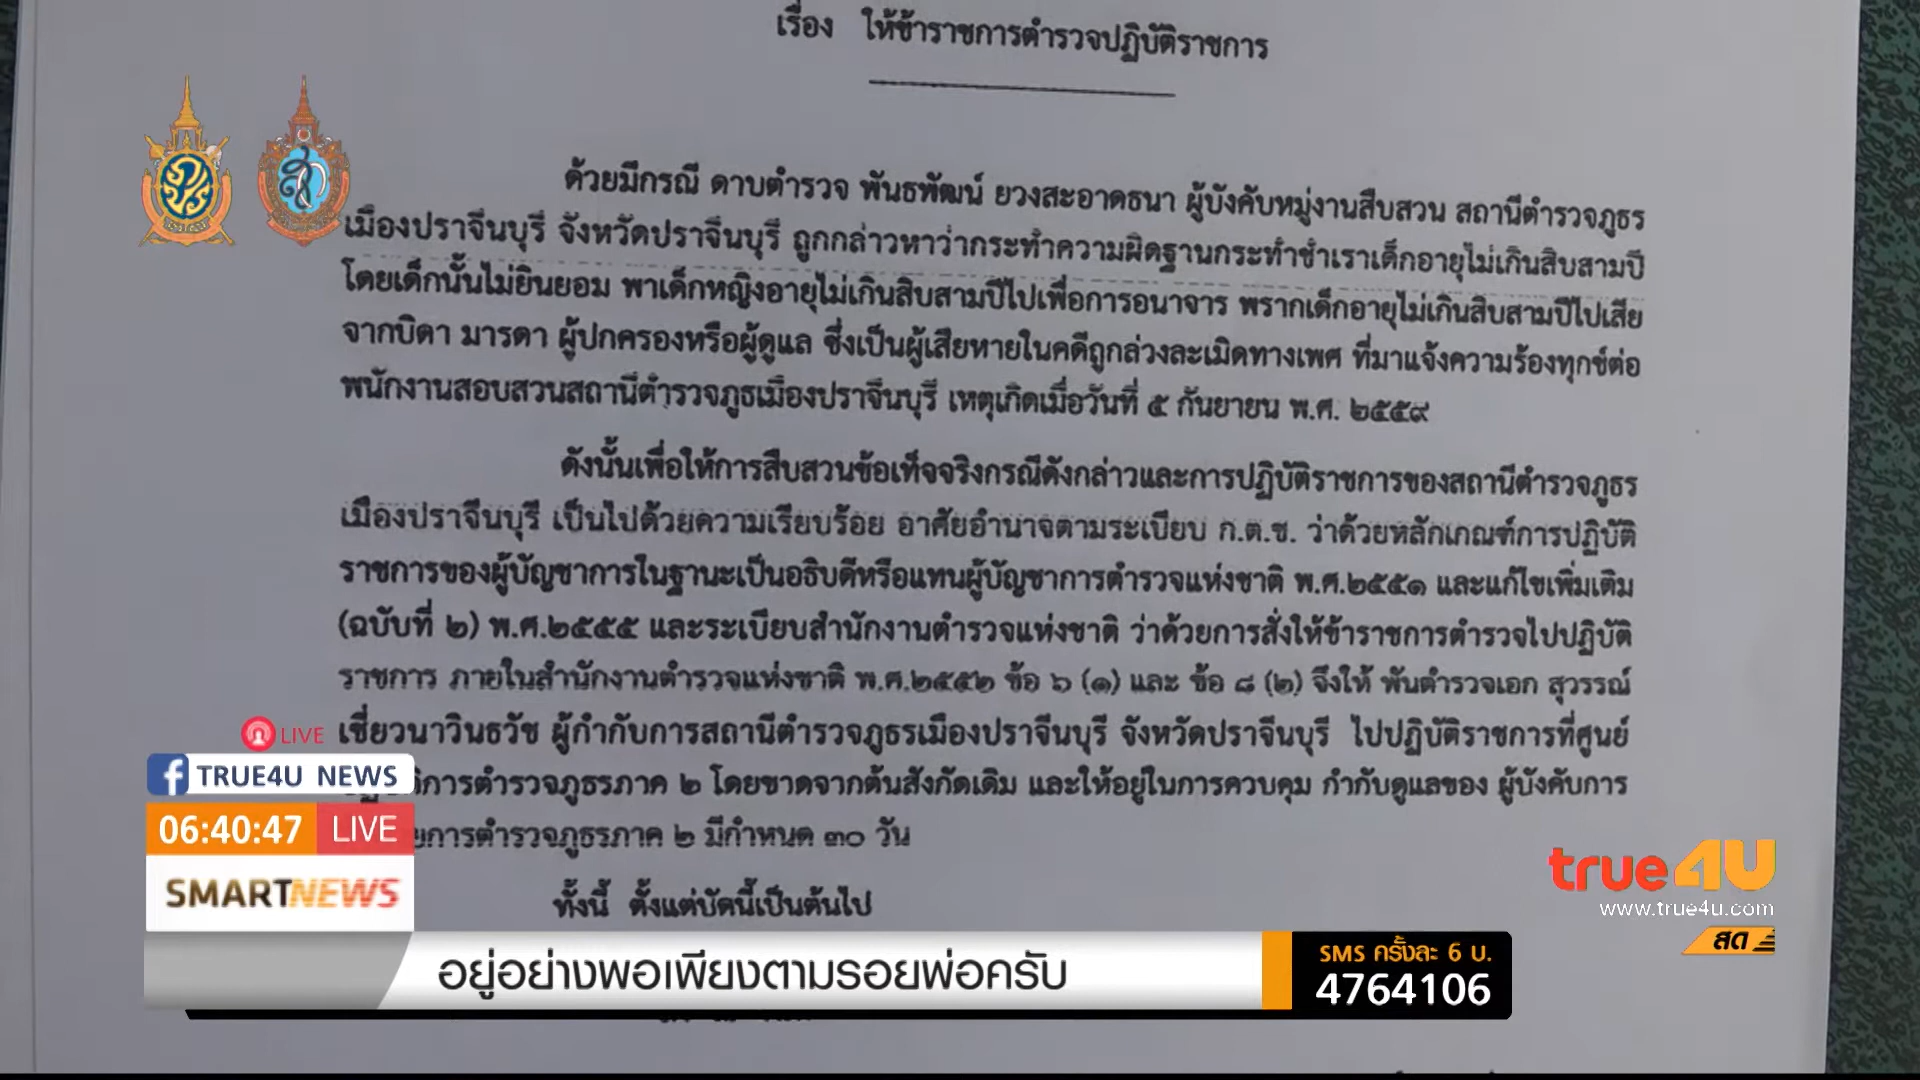 เรื่อง ให้ข้าราชการตำรวจปฏิบัติราชการ
ด้วยมีกรณี ดาบตำรวจ พันธพัฒน์ ยวงสะอาดธนา ผู้บังคับหมู่งานสืบสวน สถานีตำรวจภูธร
เมืองปราจีนบุรี จังหวัดปราจีนบุรี ถูกกล่าวหาว่ากระทำความผิดฐานกระทำชำเราเด็กอายุไม่เกินสิบสามปี
โดยเด็กนั้นไม่ยินยอม พาเด็กหญิงอายุไม่เกินสิบสามปีไปเพื่อการอนาจาร พรากเด็กอายุไม่เกินสิบสามปีไปเสีย
จากบิดา มารดา ผู้ปกครองหรือผู้ดูแล ซึ่งเป็นผู้เสียหายในคดีถูกล่วงละเมิดทางเพศ ที่มาแจ้งความร้องทุกข์ต่อ
พนักงานสอบสวนสถานีตำรวจภูธเมืองปราจีนบุรี เหตุเกิดเมื่อวันที่ ๕ กันยายน พ.ศ. ๒๕๕๙
ดังนั้นเพื่อให้การสืบสวนข้อเท็จจริงกรณีดังกล่าวและการปฏิบัติราชการของสถานีตำรวจภูธร
เมืองปราจีนบุรี เป็นไปด้วยความเรียบร้อย อาศัยอำนาจตามระเบียบ ก.ต.ช. ว่าด้วยหลักเกณฑ์การปฏิบัติ
ราชการของผู้บัญชาการในฐานะเป็นอธิบดีหรือแทนผู้บัญชาการตำรวจแห่งชาติ พ.ศ.๒๕๕๑ และแก้ไขเพิ่มเติม
(ฉบับที่ ๒) พ.ศ.๒๕๕๕ และระเบียบสำนักงานตำรวจแห่งชาติ ว่าด้วยการสั่งให้ข้าราชการตำรวจไปปฏิบัติ
ราชการ ภายในสำนักงานตำรวจแห่งชาติ พ.ศ.๒๕๕๒ ข้อ ๖ (๑) และ ข้อ ๘ (๒) จึงให้ พันตำรวจเอก สุวรรณ์
เชี่ยวนาวินธวัช ผู้กำกับการสถานีตำรวจภูธรเมืองปราจีนบุรี จังหวัดปราจีนบุรี ไปปฏิบัติราชการที่ศูนย์
การตำรวจภูธรภาค ๒ โดยขาดจากต้นสังกัดเดิม และให้อยู่ในการควบคุม กำกับดูแลของ ผู้บังคับการ
การตำรวจภูธรภาค ๒ มีกำหนด ๓๐ วัน
ทั้งนี้ ตั้งแต่บัดนี้เป็นต้นไป
LIVE
TRUE4U NEWS
06:40:47 LIVE
SMARTNEWS
true4U
www.true4u.com
สด
อยู่อย่างพอเพียงตามรอยพ่อครับ
SMS ครั้งละ 6 บ.
4764106